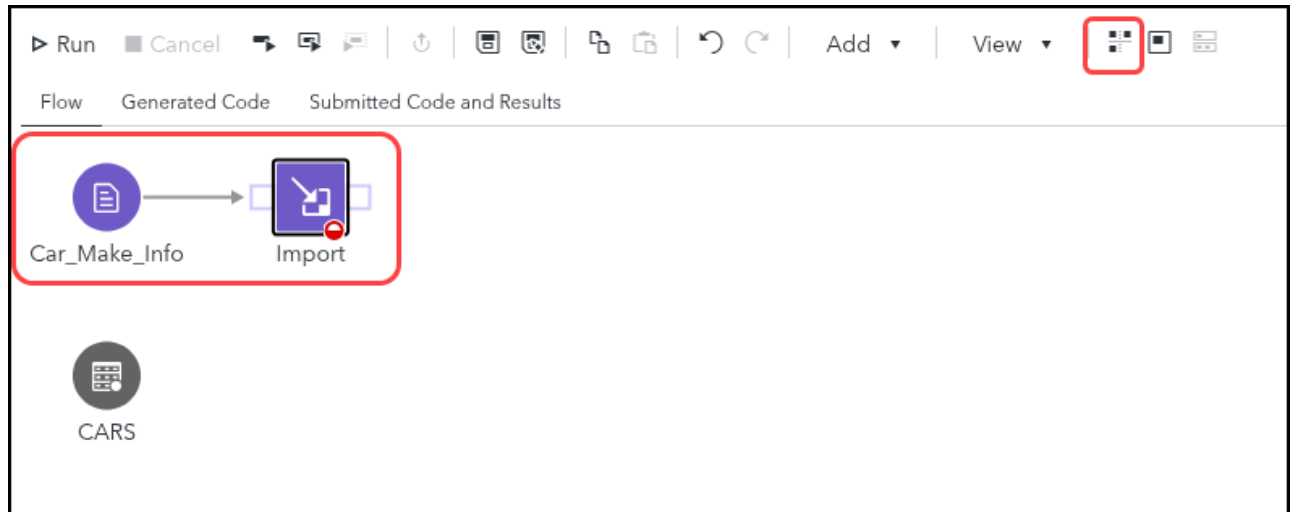 Run Cancel Add View
Flow Generated Code Submitted Code and Results
Car_Make_Info Import
CARS